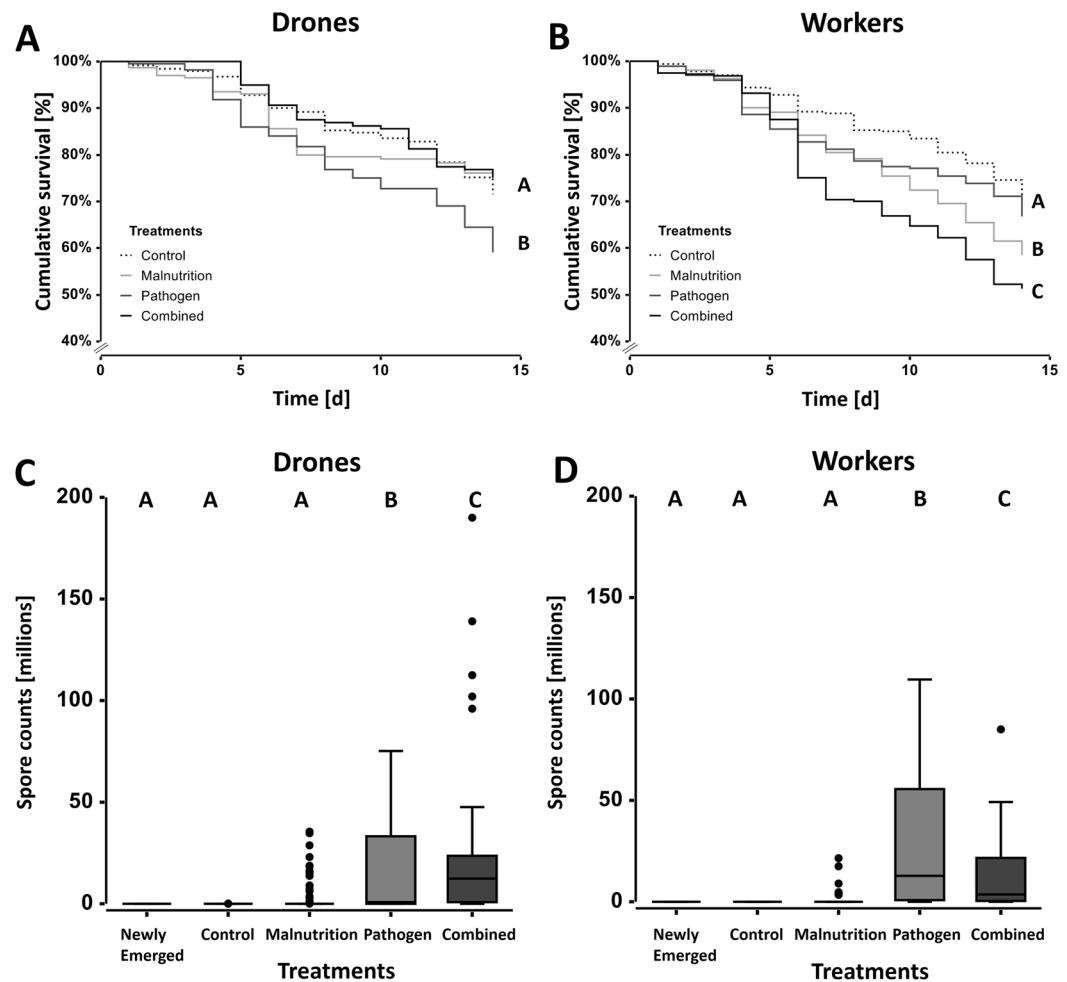 A
Drones
Cumulative survival [%]
100%
90%
80%
70%
60%
50%
40%
Treatments
Control
Malnutrition
Pathogen
Combined
A
B
0
5
10
15
Time [d]
B
Workers
Cumulative survival [%]
100%
90%
80%
70%
60%
50%
40%
Treatments
Control
Malnutrition
Pathogen
Combined
A
B
C
0
5
10
15
Time [d]
C
Drones
Spore counts [millions]
200
150
100
50
0
A
A
A
B
C
Newly
Emerged
Control
Malnutrition
Pathogen
Combined
Treatments
D
Workers
Spore counts [millions]
200
150
100
50
0
A
A
A
B
C
Newly
Emerged
Control
Malnutrition
Pathogen
Combined
Treatments